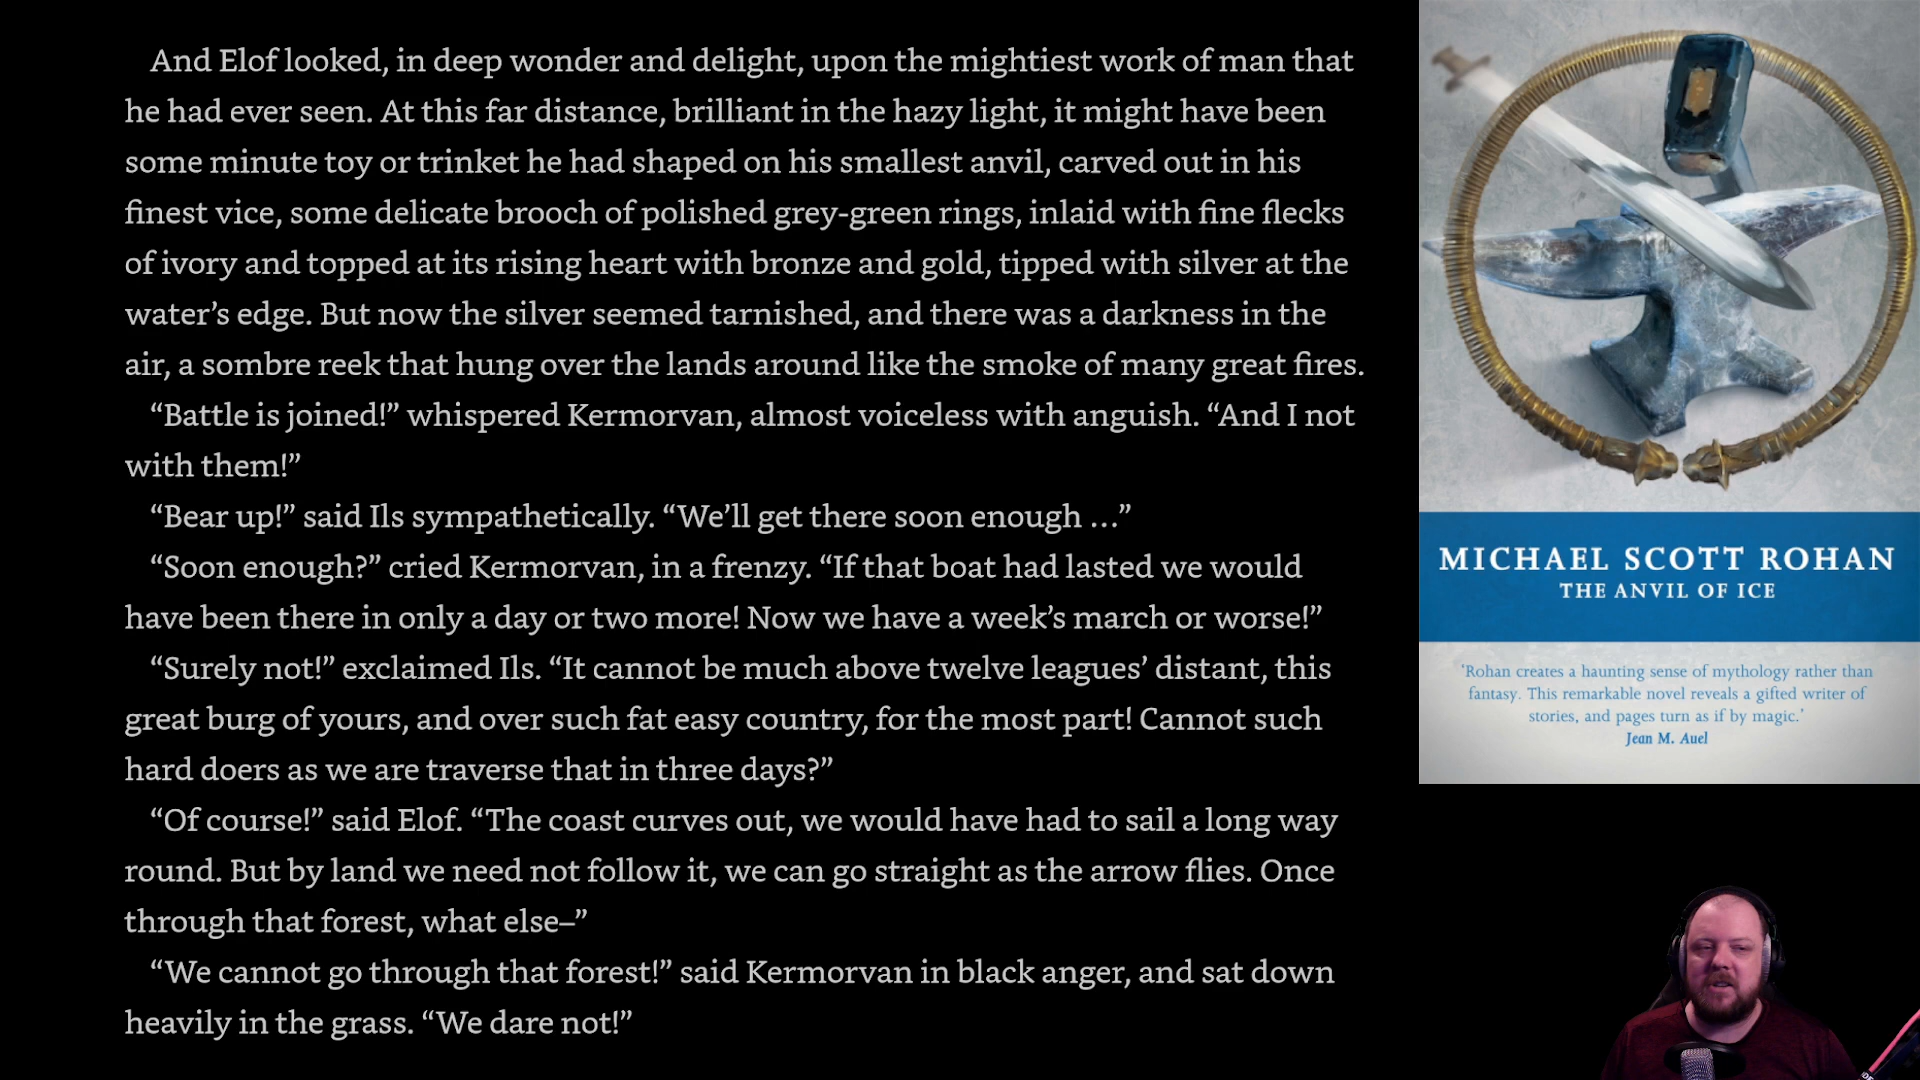 And Elof looked, in deep wonder and delight, upon the mightiest work of man that
he had ever seen. At this far distance, brilliant in the hazy light, it might have been
some minute toy or trinket he had shaped on his smallest anvil, carved out in his
finest vice, some delicate brooch of polished grey-green rings, inlaid with fine flecks
of ivory and topped at its rising heart with bronze and gold, tipped with silver at the
water’s edge. But now the silver seemed tarnished, and there was a darkness in the
air, a sombre reek that hung over the lands around like the smoke of many great fires.
“Battle is joined!” whispered Kermorvan, almost voiceless with anguish. “And I not
with them!”
“Bear up!” said Ils sympathetically. “We’ll get there soon enough …”
“Soon enough?” cried Kermorvan, in a frenzy. “If that boat had lasted we would
have been there in only a day or two more! Now we have a week’s march or worse!”
“Surely not!” exclaimed Ils. “It cannot be much above twelve leagues’ distant, this
great burg of yours, and over such fat easy country, for the most part! Cannot such
hard doers as we are traverse that in three days?”
“Of course!” said Elof. “The coast curves out, we would have had to sail a long way
round. But by land we need not follow it, we can go straight as the arrow flies. Once
through that forest, what else–”
“We cannot go through that forest!” said Kermorvan in black anger, and sat down
heavily in the grass. “We dare not!”
MICHAEL SCOTT ROHAN
THE ANVIL OF ICE
‘Rohan creates a haunting sense of mythology rather than
fantasy. This remarkable novel reveals a gifted writer of
stories, and pages turn as if by magic.’
Jean M. Auel